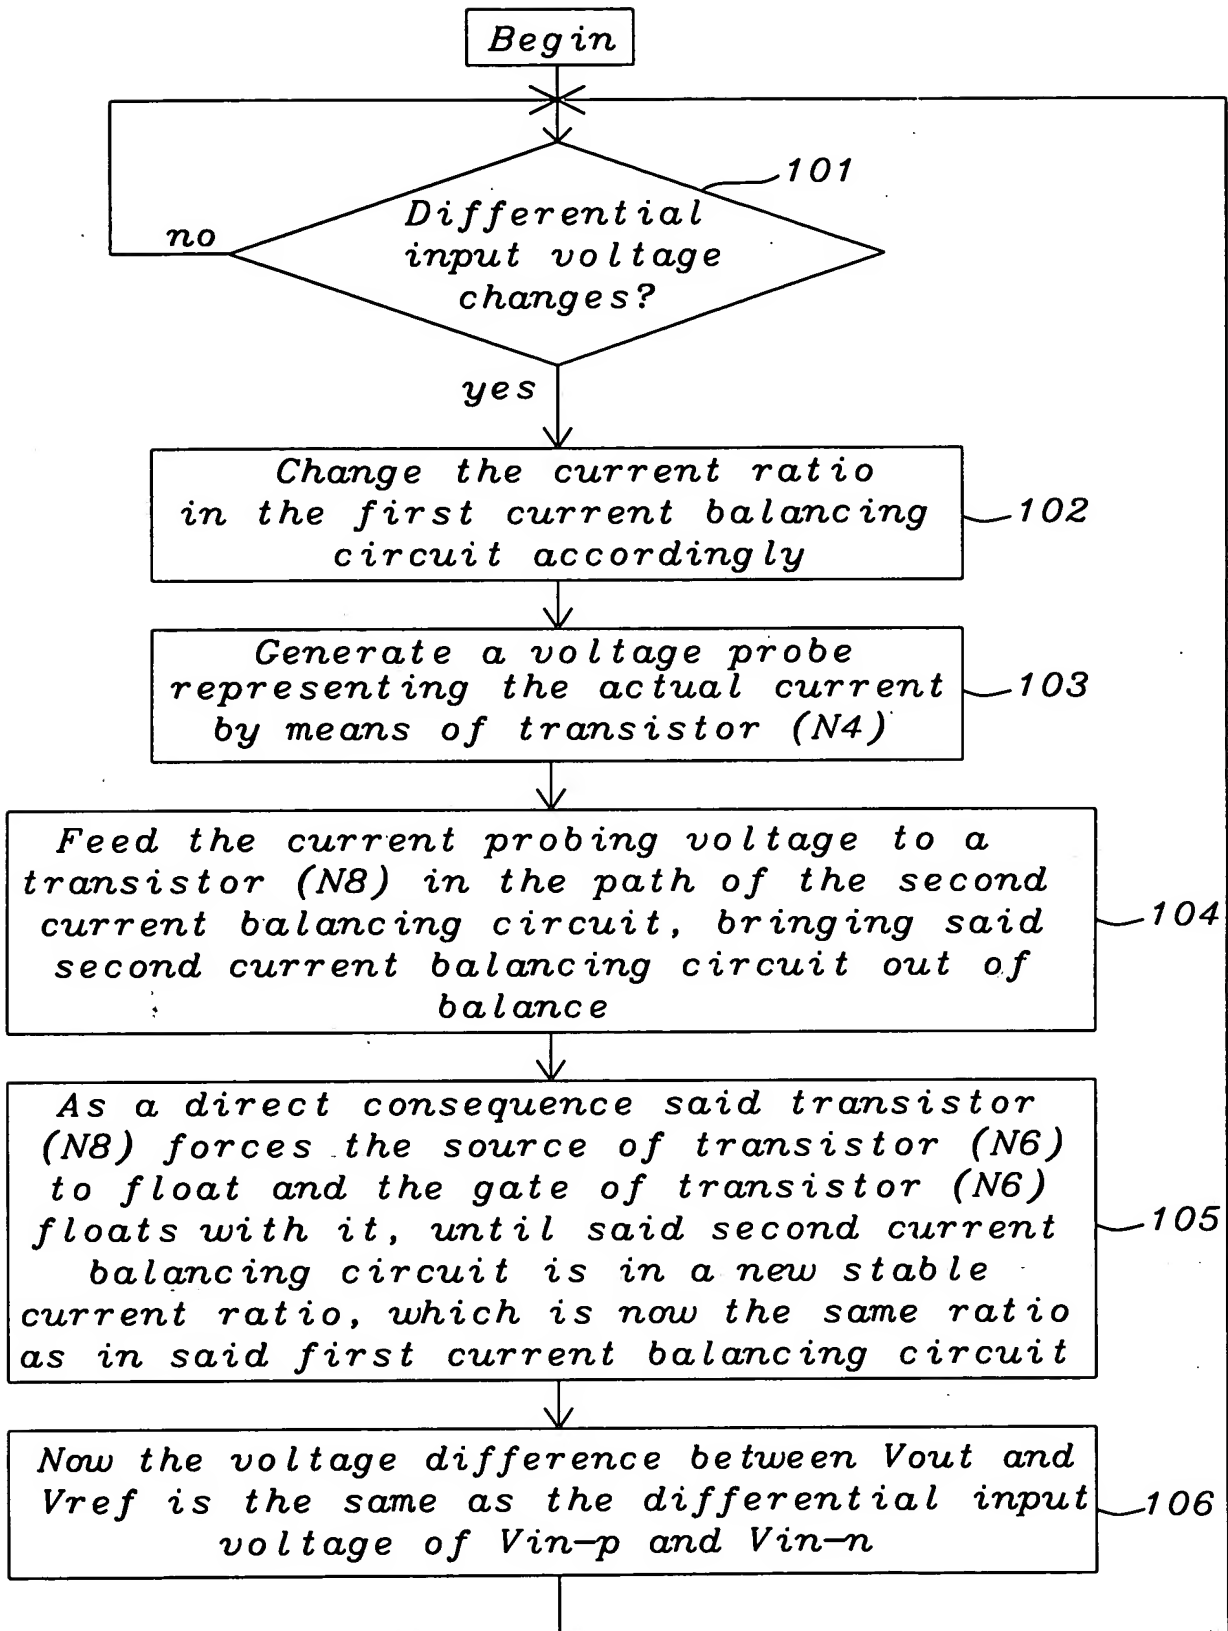 Begin
101
Differential
input voltage
changes?
no
yes
Change the current ratio
in the first current balancing
circuit accordingly
102
Generate a voltage probe
representing the actual current
by means of transistor (N4)
103
Feed the current probing voltage to a
transistor (N8) in the path of the second
current balancing circuit, bringing said
second current balancing circuit out of
balance
104
As a direct consequence said transistor
(N8) forces the source of transistor (N6)
to float and the gate of transistor (N6)
floats with it, until said second current
balancing circuit is in a new stable
current ratio, which is now the same ratio
as in said first current balancing circuit
105
Now the voltage difference between Vout and
Vref is the same as the differential input
voltage of Vin-p and Vin-n
106